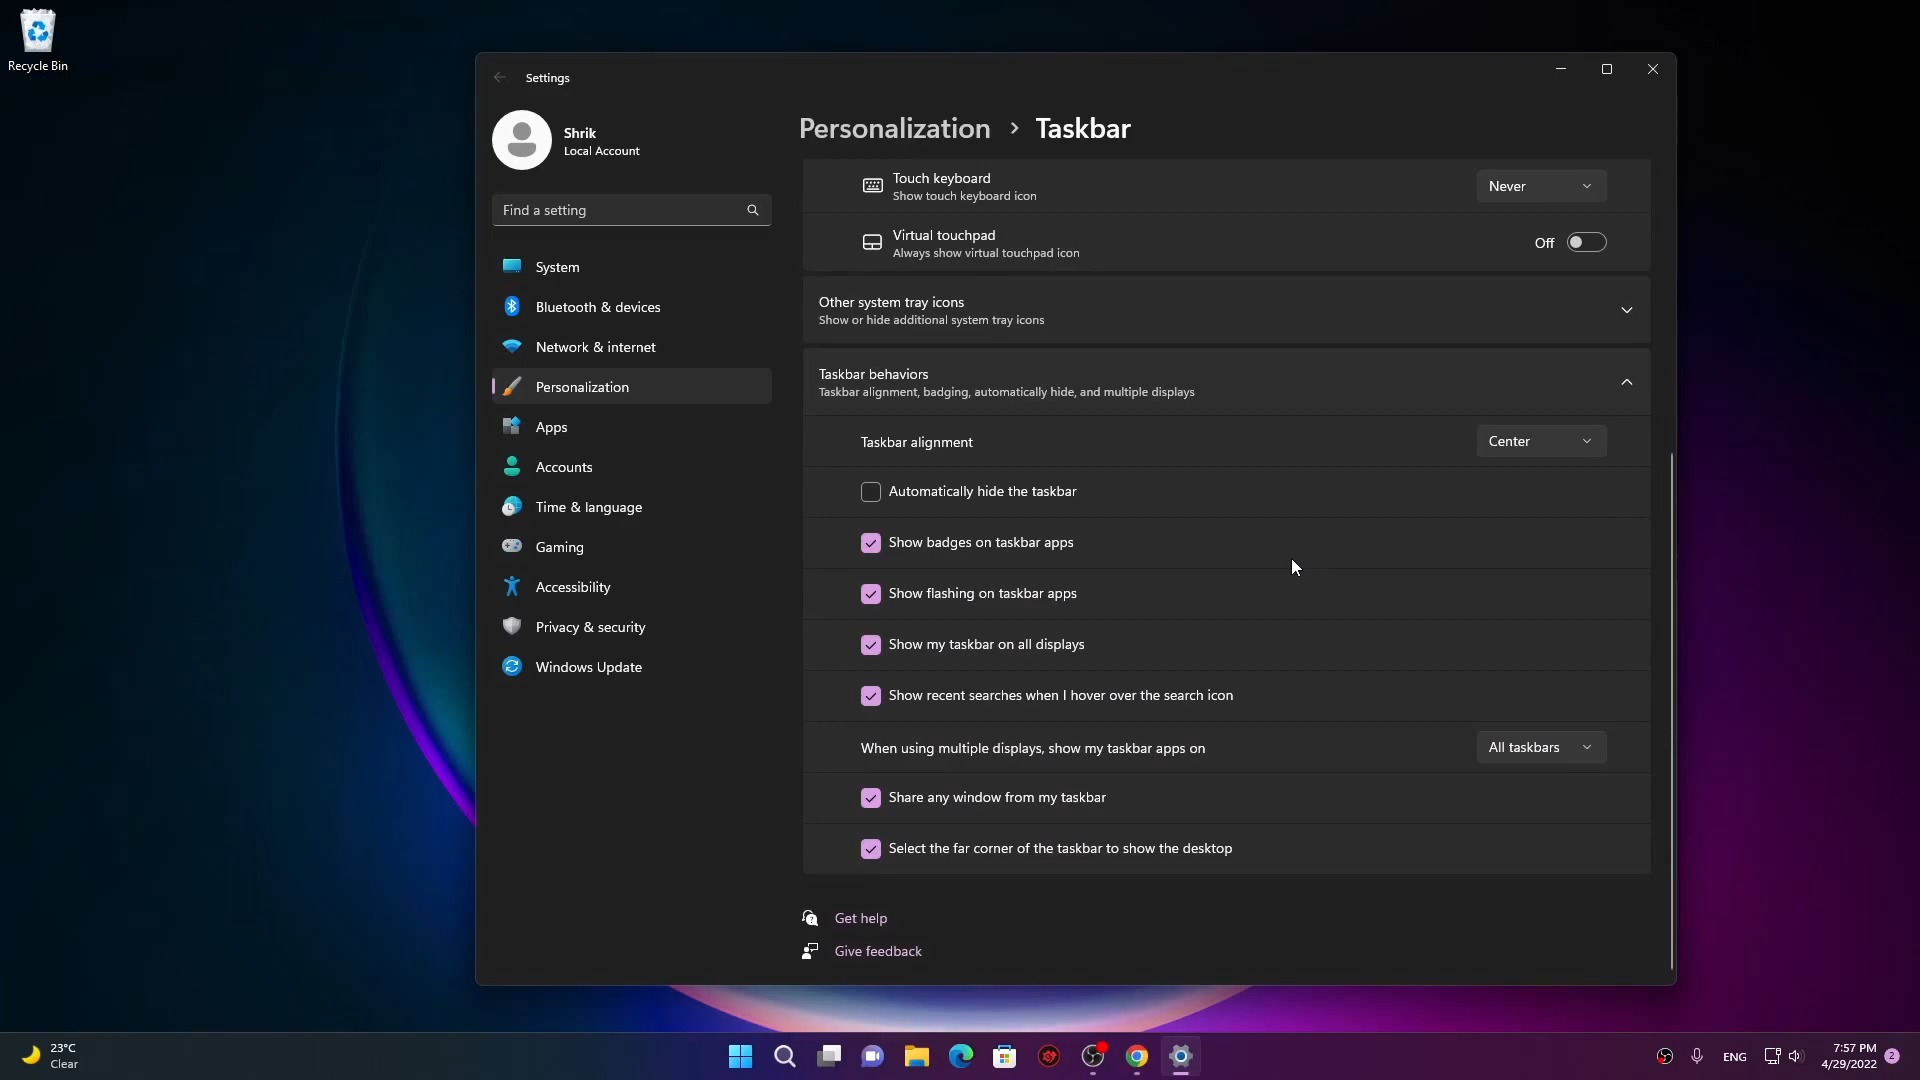 Recycle Bin
Settings
Shrik
Local Account
Find a setting
System
Bluetooth & devices
Network & internet
Personalization
Apps
Accounts
Time & language
Gaming
Accessibility
Privacy & security
Windows Update
Personalization > Taskbar
Touch keyboard
Show touch keyboard icon
Never
Virtual touchpad
Always show virtual touchpad icon
Off
Other system tray icons
Show or hide additional system tray icons
Taskbar behaviors
Taskbar alignment, badging, automatically hide, and multiple displays
Taskbar alignment
Center
Automatically hide the taskbar
Show badges on taskbar apps
Show flashing on taskbar apps
Show my taskbar on all displays
Show recent searches when I hover over the search icon
When using multiple displays, show my taskbar apps on
All taskbars
Share any window from my taskbar
Select the far corner of the taskbar to show the desktop
Get help
Give feedback
23°C
Clear
ENG
7:57 PM
4/29/2022
2